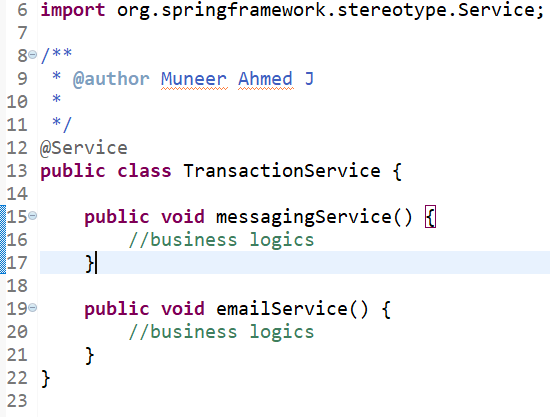 6 import org.springframework.stereotype.Service;
7
8 /**
9 * @author Muneer Ahmed J
10 *
11 */
12 @Service
13 public class TransactionService {
14
15 public void messagingService() {
16 //business logics
17 }
18
19 public void emailService() {
20 //business logics
21 }
22 }
23